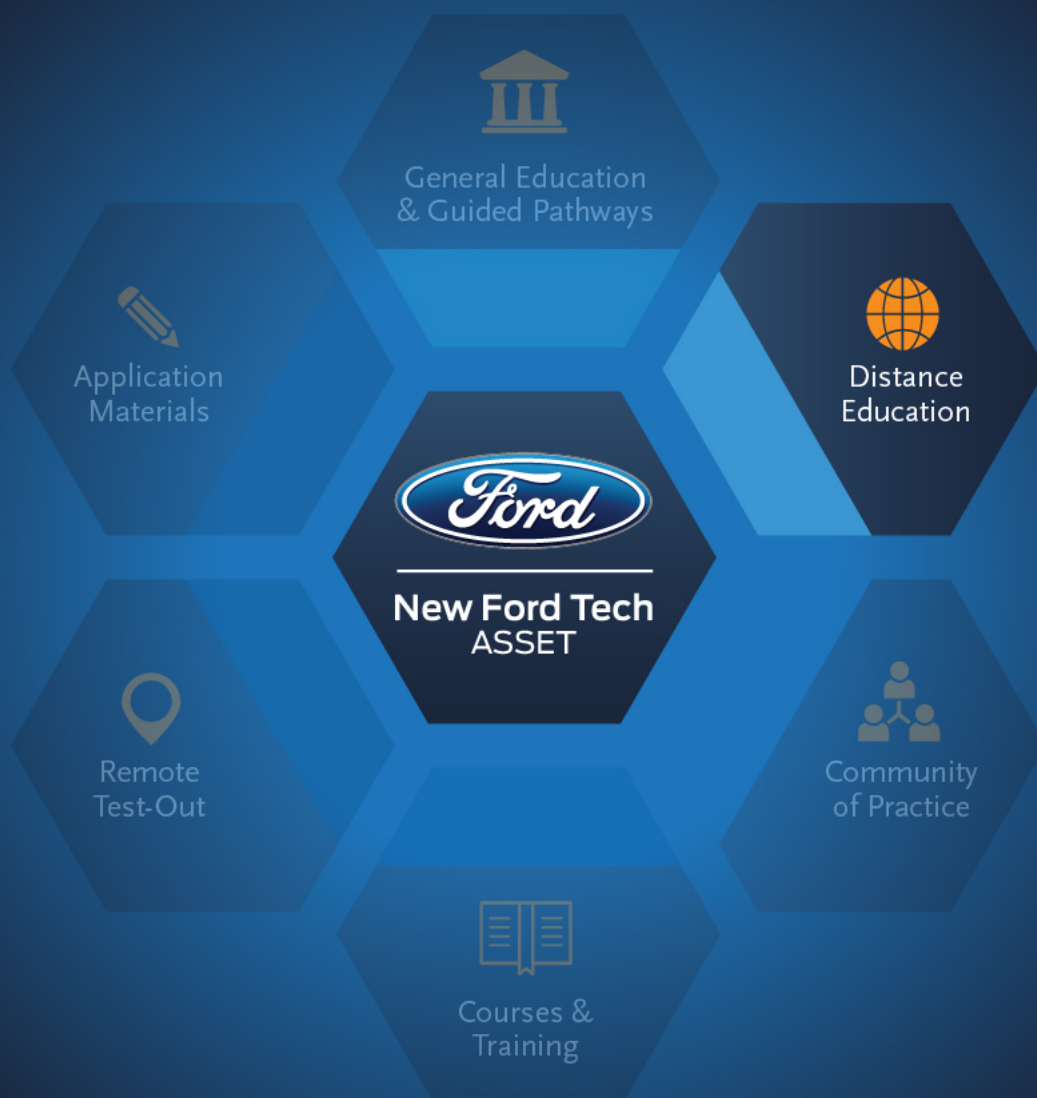 General Education
& Guided Pathways
Distance
Education
Application
Materials
Ford
New Ford Tech
ASSET
Remote
Test-Out
Community
of Practice
Courses &
Training